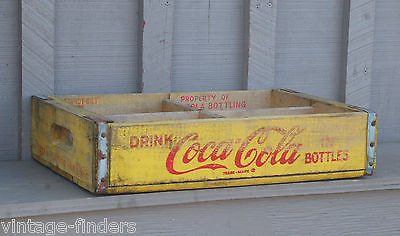 PROPERTY OF
COLA BOTTLING
DRINK Coca-Cola IN BOTTLES
TRADE-MARK ®
vintage-finders